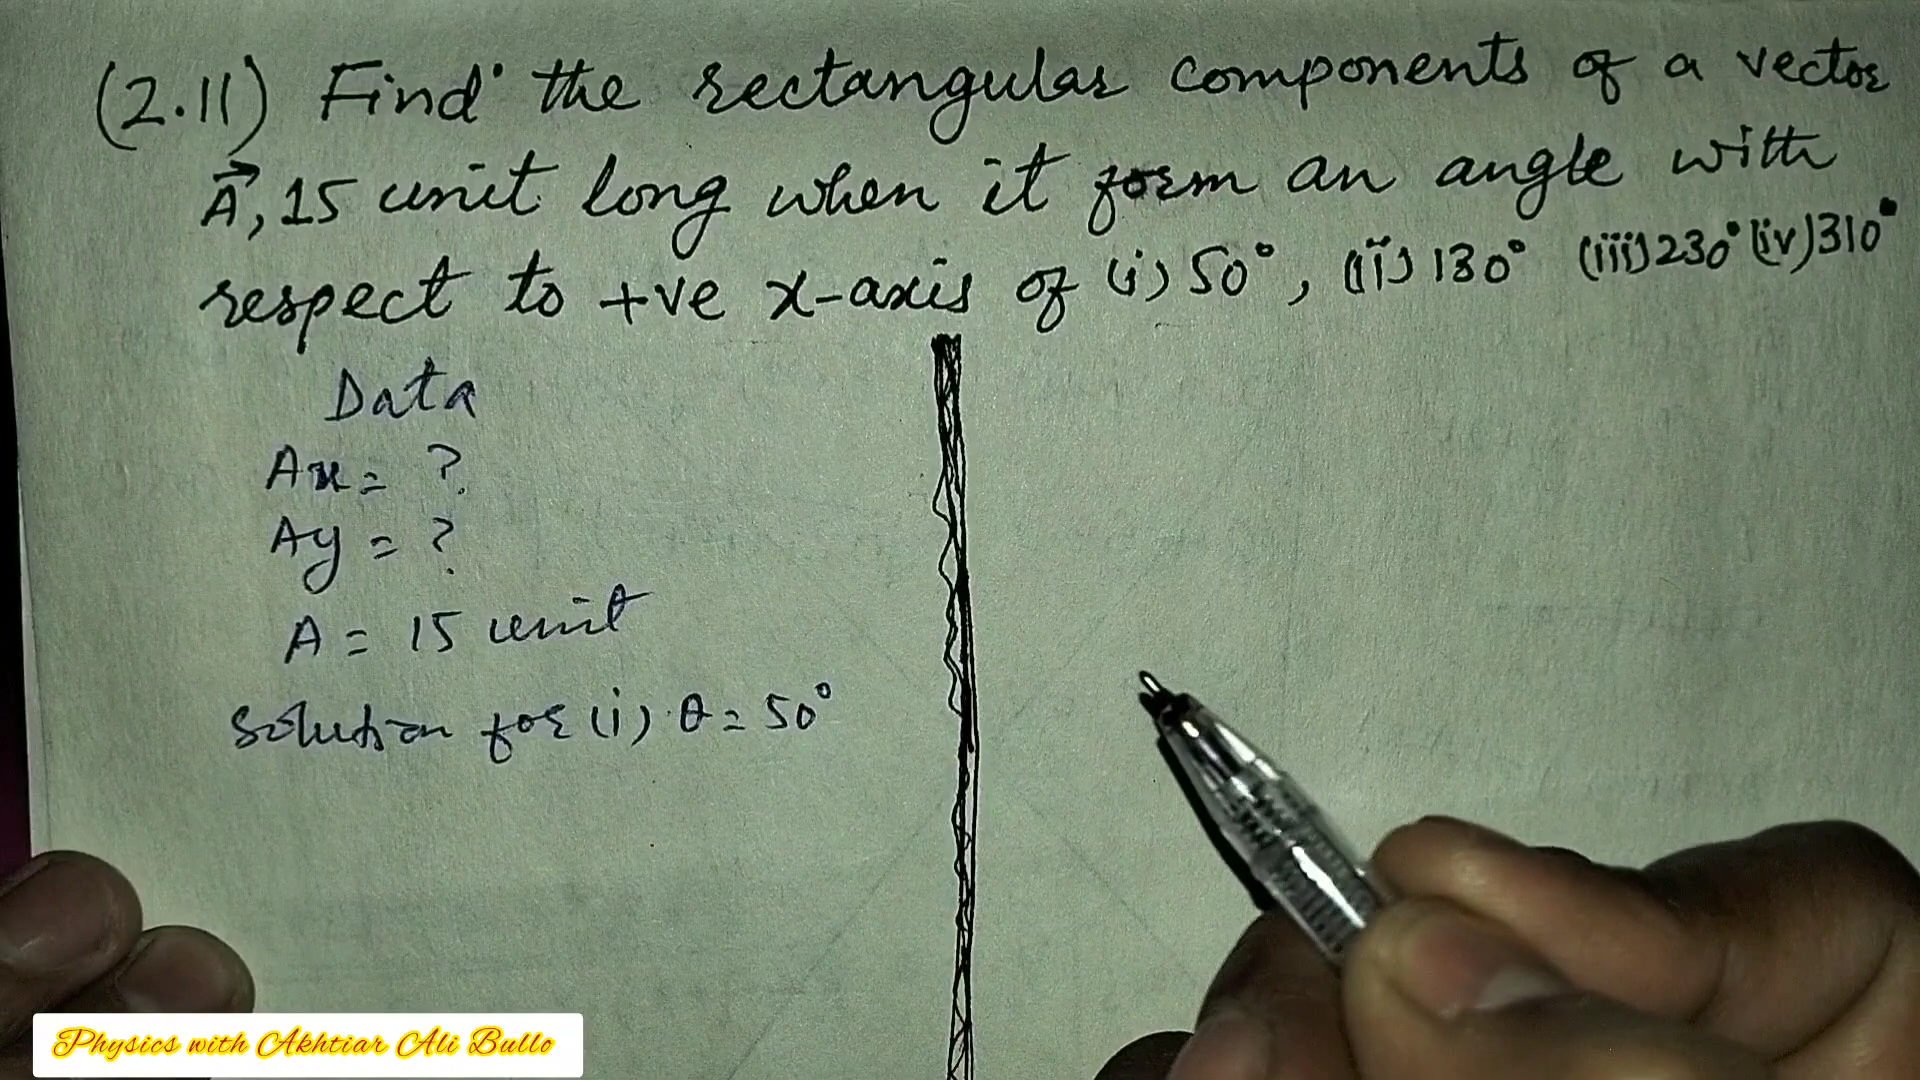 (2.11) Find the rectangular components of a vector
A⃗, 15 unit long when it form an angle with
respect to +ve x-axis of (i) 50°, (ii) 130° (iii) 230° (iv) 310°
Data
Ax = ?
Ay = ?
A = 15 unit
Solution for (i) θ = 50°
Physics with Akhtiar Ali Bullo